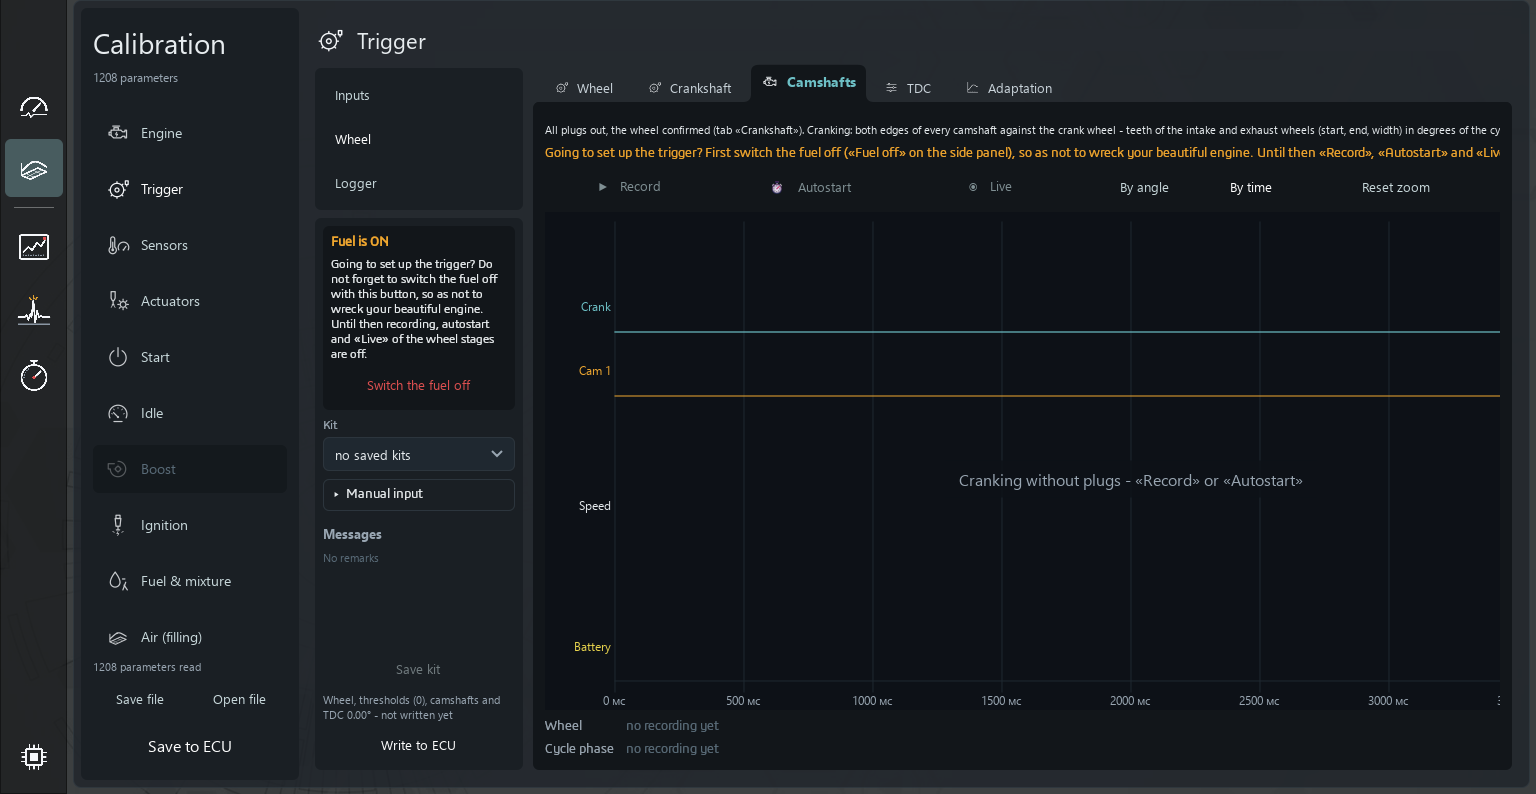 Calibration
1208 parameters
Engine
Trigger
Sensors
Actuators
Start
Idle
Boost
Ignition
Fuel & mixture
Air (filling)
1208 parameters read
Save file
Open file
Save to ECU
Trigger
Inputs
Wheel
Logger
Fuel is ON
Going to set up the trigger? Do
not forget to switch the fuel off
with this button, so as not to
wreck your beautiful engine.
Until then recording, autostart
and «Live» of the wheel stages
are off.
Switch the fuel off
Kit
no saved kits
Manual input
Messages
No remarks
Save kit
Wheel, thresholds (0), camshafts and
TDC 0.00° - not written yet
Write to ECU
Wheel
Crankshaft
Camshafts
TDC
Adaptation
All plugs out, the wheel confirmed (tab «Crankshaft»). Cranking: both edges of every camshaft against the crank wheel - teeth of the intake and exhaust wheels (start, end, width) in degrees of the cy
Going to set up the trigger? First switch the fuel off («Fuel off» on the side panel), so as not to wreck your beautiful engine. Until then «Record», «Autostart» and «Liv
Record
Autostart
Live
By angle
By time
Reset zoom
Crank
Cam 1
Cranking without plugs - «Record» or «Autostart»
Speed
Battery
0 мс
500 мс
1000 мс
1500 мс
2000 мс
2500 мс
3000 мс
Wheel
no recording yet
Cycle phase
no recording yet